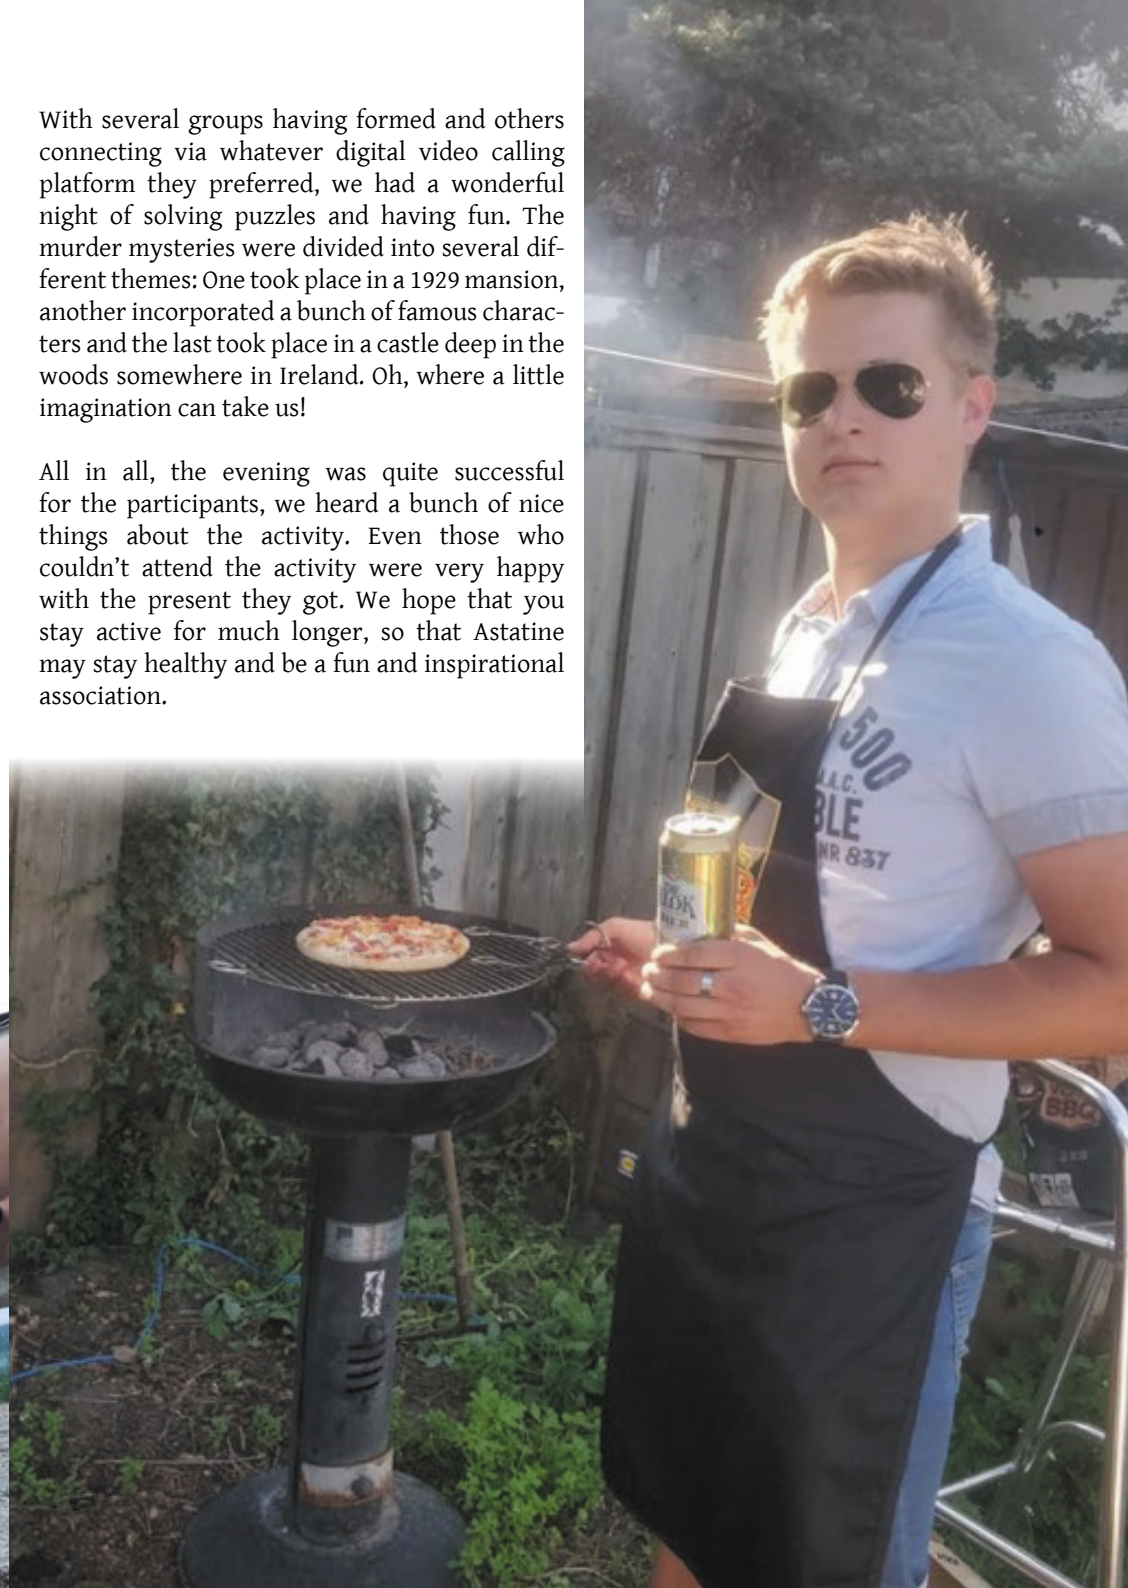 With several groups having formed and others
connecting via whatever digital video calling
platform they preferred, we had a wonderful
night of solving puzzles and having fun. The
murder mysteries were divided into several dif-
ferent themes: One took place in a 1929 mansion,
another incorporated a bunch of famous charac-
ters and the last took place in a castle deep in the
woods somewhere in Ireland. Oh, where a little
imagination can take us!
All in all, the evening was quite successful
for the participants, we heard a bunch of nice
things about the activity. Even those who
couldn't attend the activity were very happy
with the present they got. We hope that you
stay active for much longer, so that Astatine
may stay healthy and be a fun and inspirational
association.
500
.A.C.
BLE
NR 837
BBQ